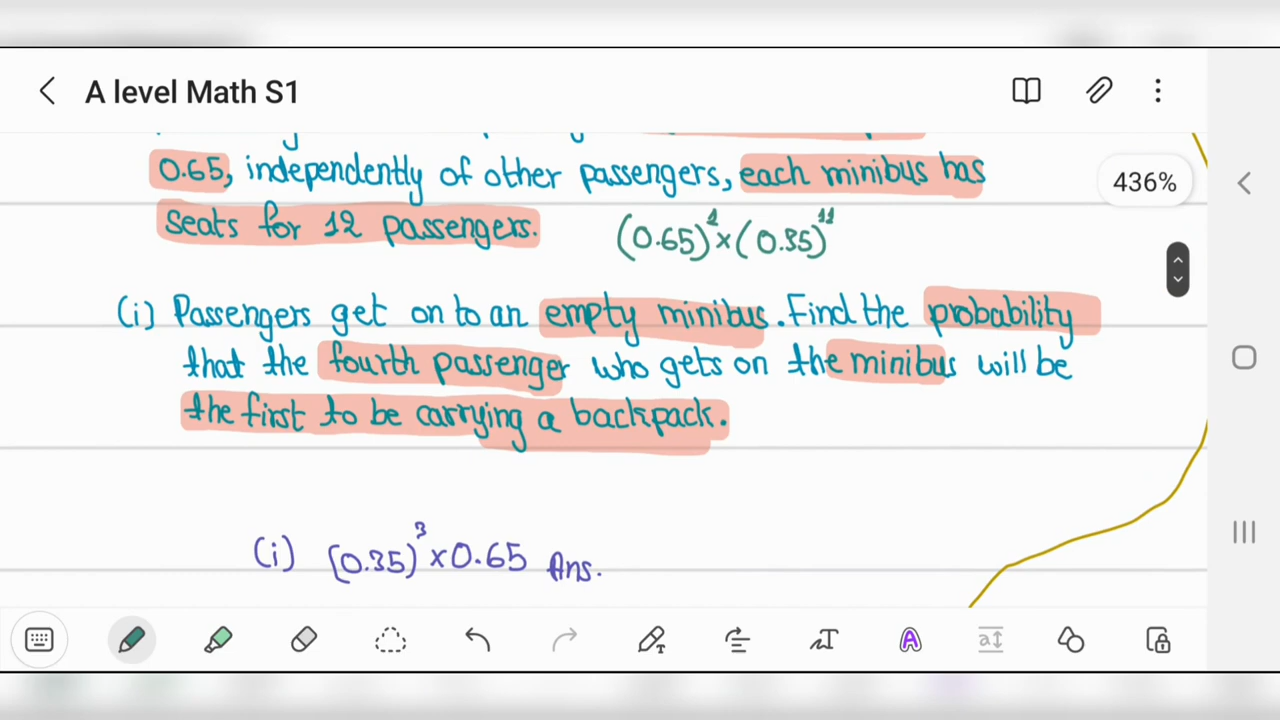 A level Math S1
0.65, independently of other passengers, each minibus has
436%
seats for 12 passengers. (0.65)¹×(0.35)¹¹
(i) Passengers get on to an empty minibus. Find the probability
that the fourth passenger who gets on the minibus will be
the first to be carrying a backpack.
(i) (0.35)³×0.65 Ans.